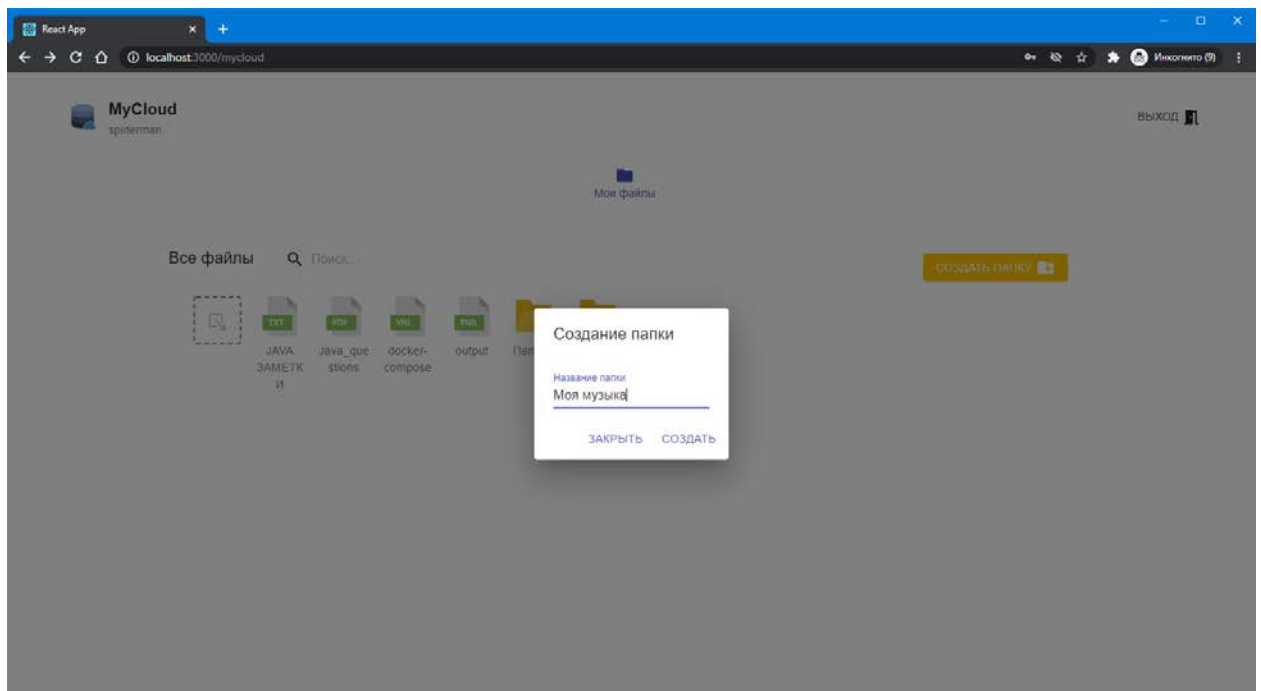 React App
localhost:3000/mycloud
Инкогнито (9)
MyCloud
spiderman
ВЫХОД
Мои файлы
Все файлы
Поиск...
СОЗДАТЬ ПАПКУ
TXT
PDF
YML
PNG
JAVA
ЗАМЕТК
И
Java_que
stions
docker-
compose
output
Создание папки
Название папки
Моя музыка
ЗАКРЫТЬ СОЗДАТЬ